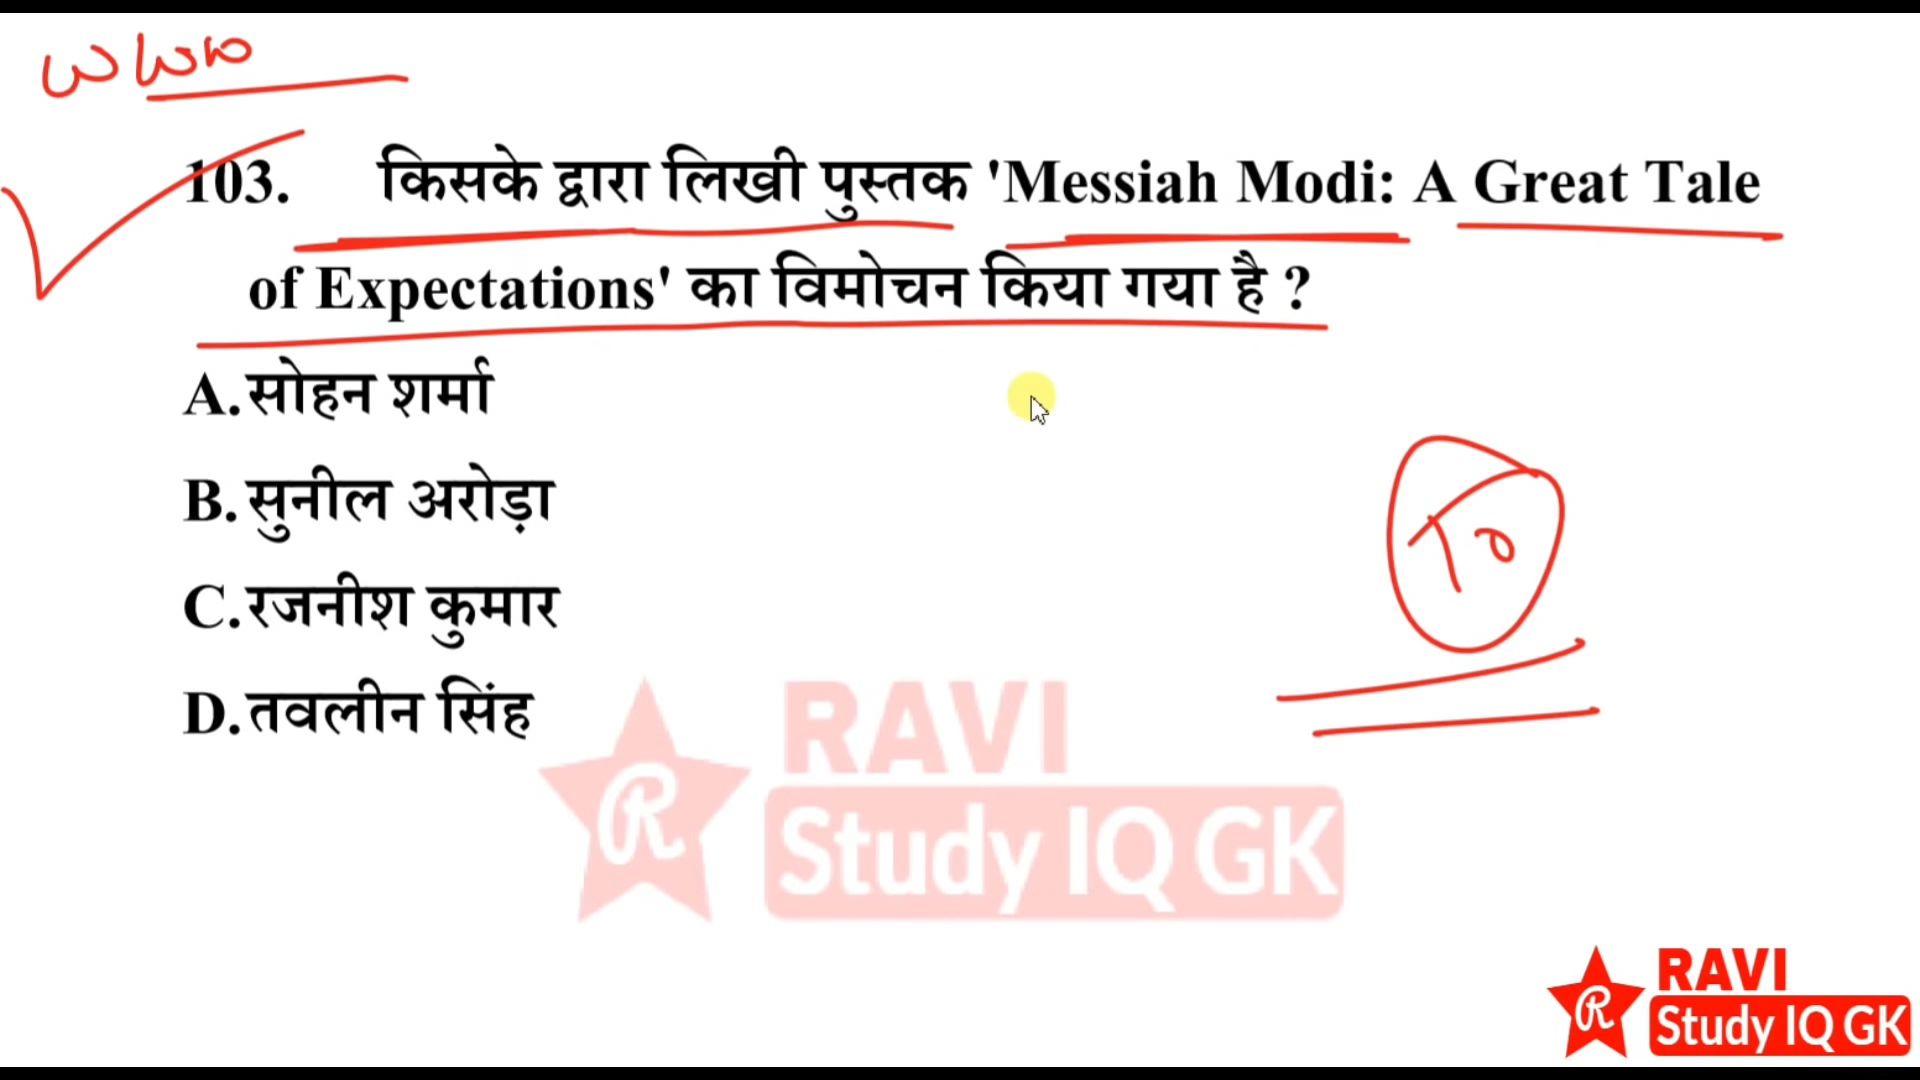 103. किसके द्वारा लिखी पुस्तक 'Messiah Modi: A Great Tale
of Expectations' का विमोचन किया गया है ?
A.सोहन शर्मा
B.सुनील अरोड़ा
C.रजनीश कुमार
D.तवलीन सिंह
To
RAVI
Study IQ GK
R
RAVI
Study IQ GK
R